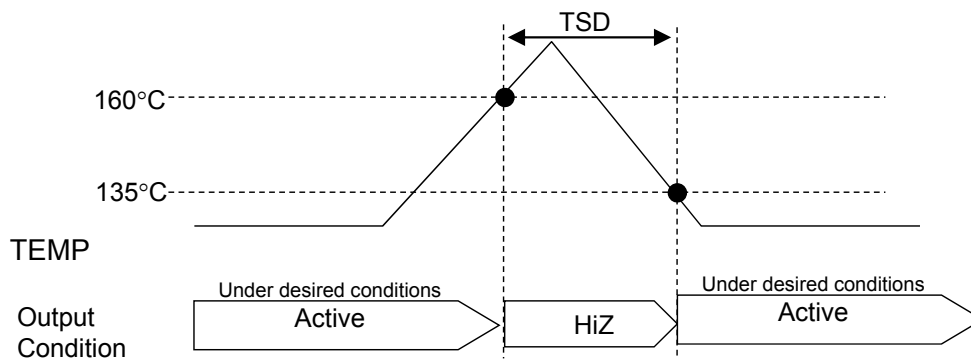 TSD
160°C
135°C
TEMP
Under desired conditions
Under desired conditions
Output
Condition
Active
HiZ
Active